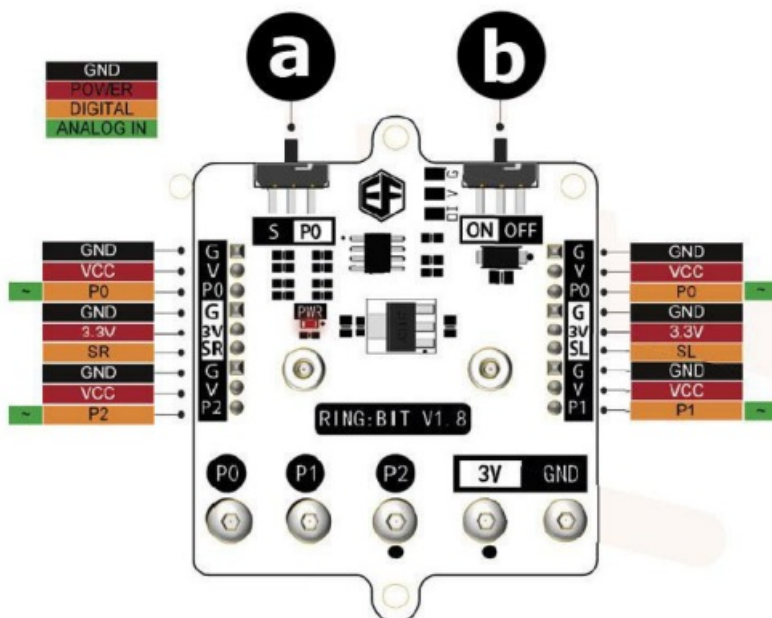 a
b
GND
POWER
DIGITAL
ANALOG IN
EF
G
V
DI
S P0
ON OFF
GND
VCC
~ P0
GND
3.3V
SR
GND
VCC
~ P2
G
V
P0
G
3V
SR
G
V
P2
PWR
G
V
P0
G
3V
SL
G
V
P1
GND
VCC
P0 ~
GND
3.3V
SL
GND
VCC
P1 ~
RING:BIT V1.8
P0 P1 P2 3V GND